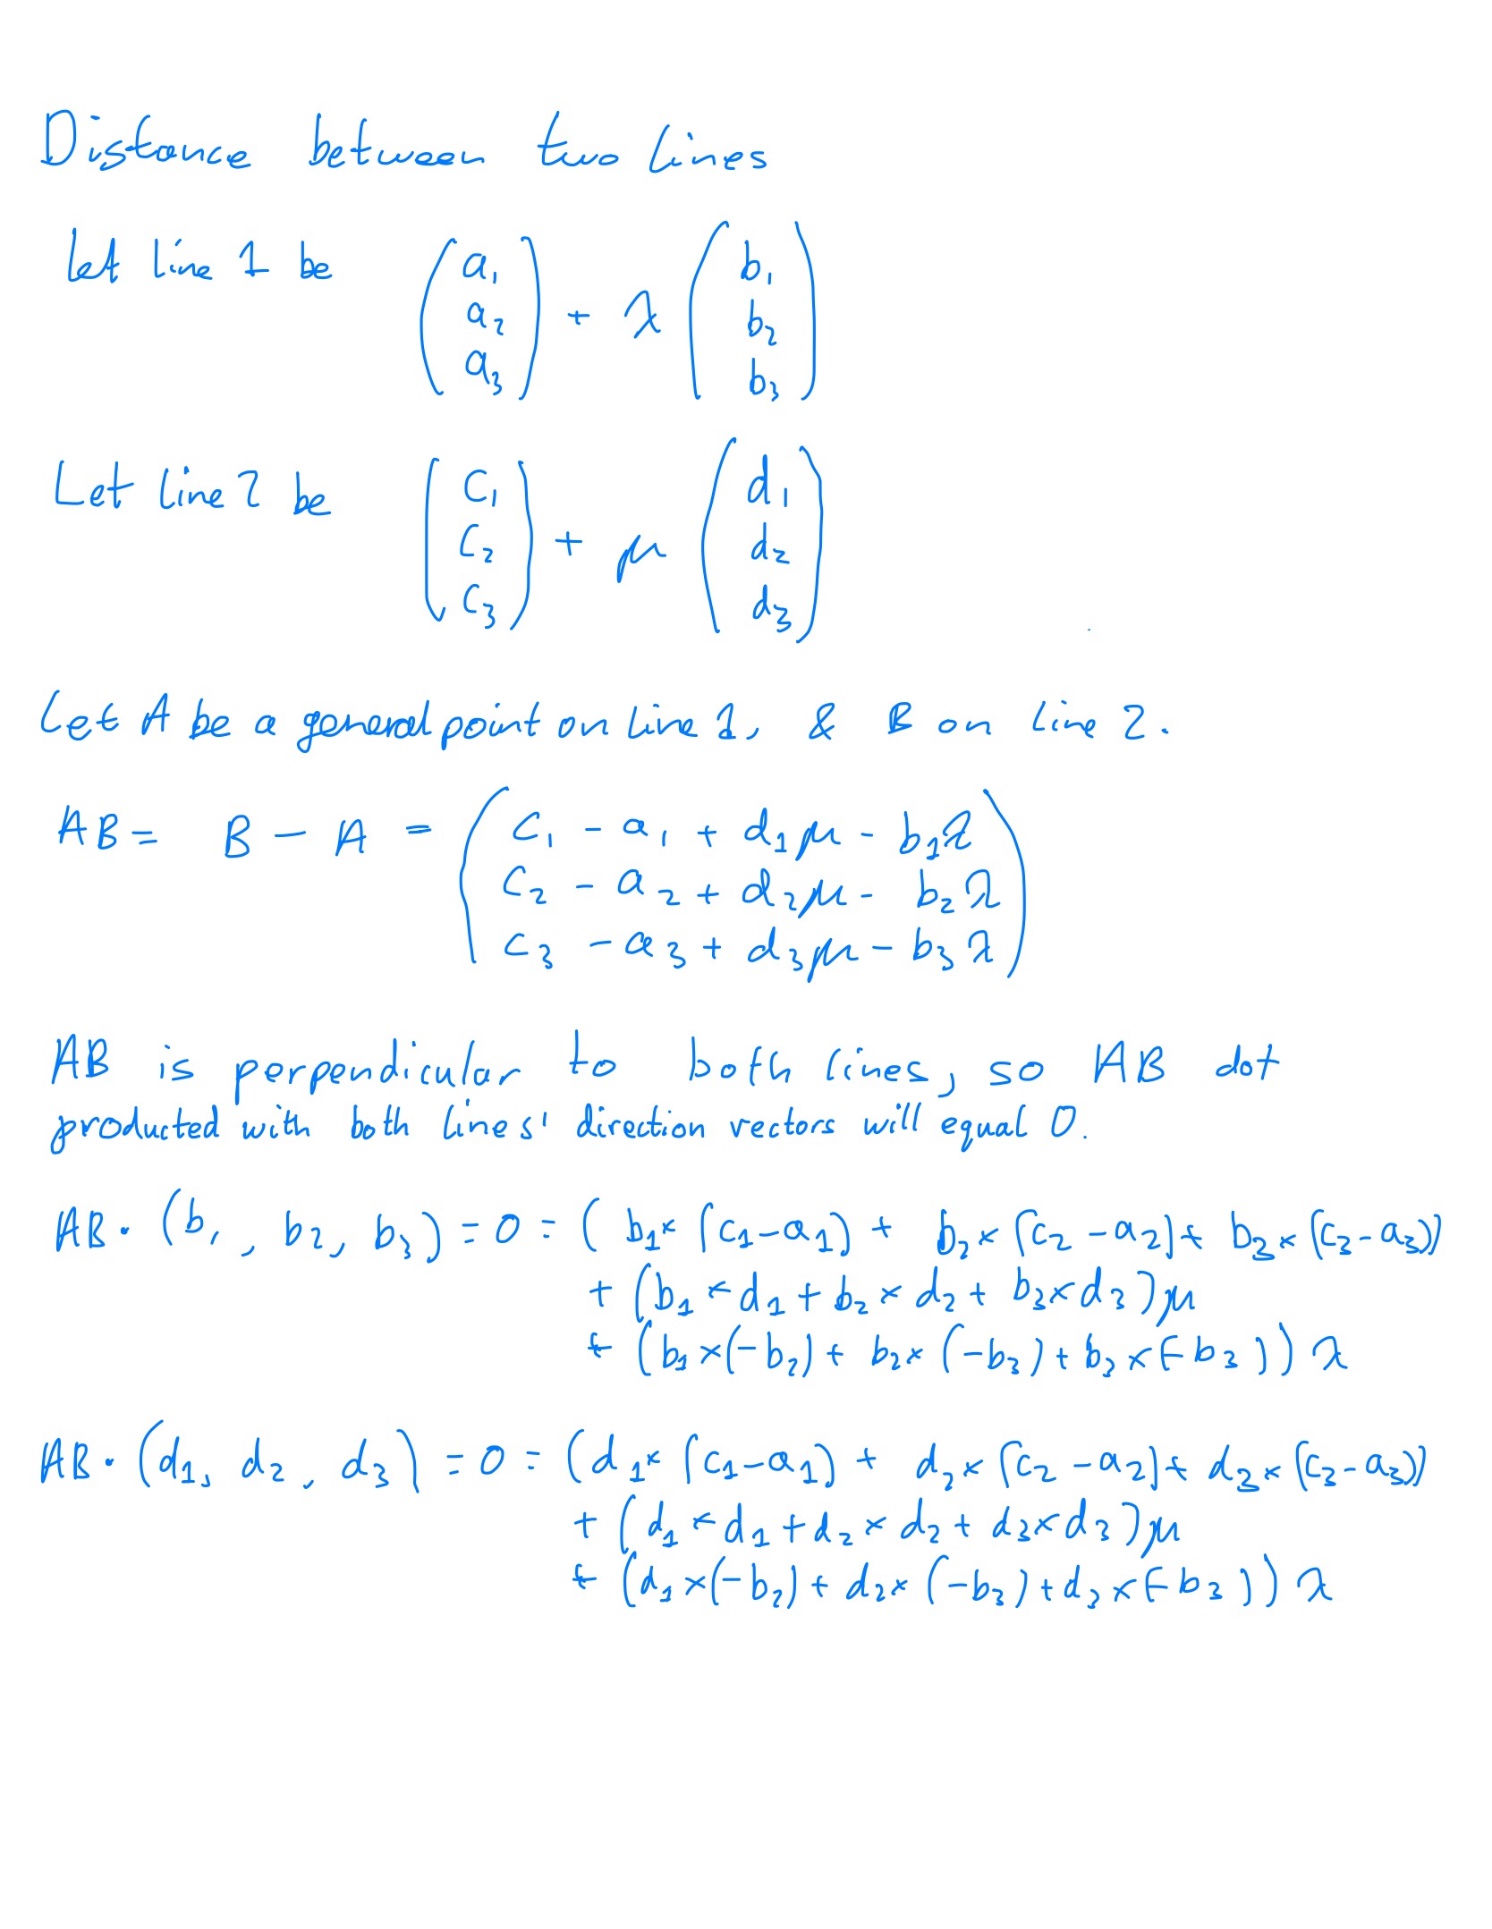 Distance between two lines
Let line 1 be (a₁ a₂ a₃) + λ (b₁ b₂ b₃)
Let line 2 be (c₁ c₂ c₃) + μ (d₁ d₂ d₃)
Let A be a general point on line 1, & B on line 2.
AB = B − A = (c₁ − a₁ + d₁μ − b₁λ
c₂ − a₂ + d₂μ − b₂λ
c₃ − a₃ + d₃μ − b₃λ)
AB is perpendicular to both lines, so AB dot
producted with both lines' direction vectors will equal 0.
AB · (b₁, b₂, b₃) = 0 = (b₁×(c₁−a₁) + b₂×(c₂−a₂) + b₃×(c₃−a₃))
+ (b₁×d₁ + b₂×d₂ + b₃×d₃)μ
+ (b₁×(−b₂) + b₂×(−b₃) + b₃×(−b₃))λ
AB · (d₁, d₂, d₃) = 0 = (d₁×(c₁−a₁) + d₂×(c₂−a₂) + d₃×(c₃−a₃))
+ (d₁×d₁ + d₂×d₂ + d₃×d₃)μ
+ (d₁×(−b₂) + d₂×(−b₃) + d₃×(−b₃))λ